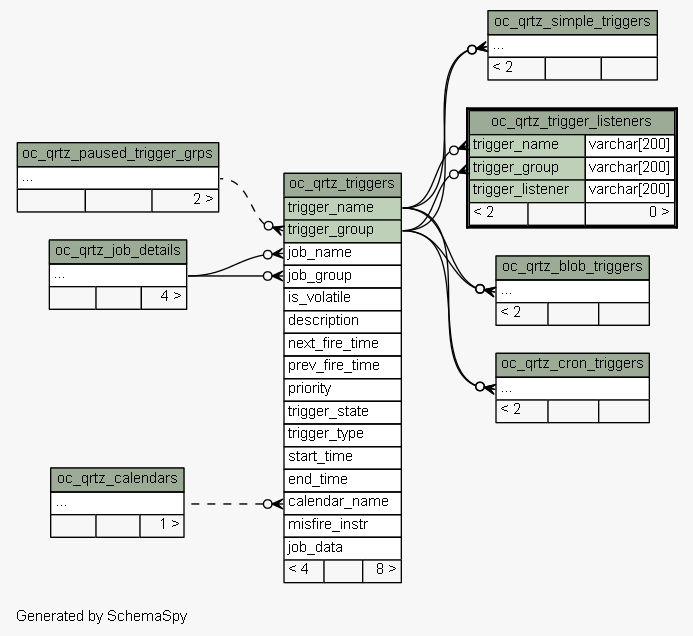 oc_qrtz_simple_triggers
...
< 2
oc_qrtz_trigger_listeners
trigger_name varchar[200]
trigger_group varchar[200]
trigger_listener varchar[200]
< 2 0 >
oc_qrtz_paused_trigger_grps
...
2 >
oc_qrtz_job_details
...
4 >
oc_qrtz_triggers
trigger_name
trigger_group
job_name
job_group
is_volatile
description
next_fire_time
prev_fire_time
priority
trigger_state
trigger_type
start_time
end_time
calendar_name
misfire_instr
job_data
< 4 8 >
oc_qrtz_blob_triggers
...
< 2
oc_qrtz_cron_triggers
...
< 2
oc_qrtz_calendars
...
1 >
Generated by SchemaSpy